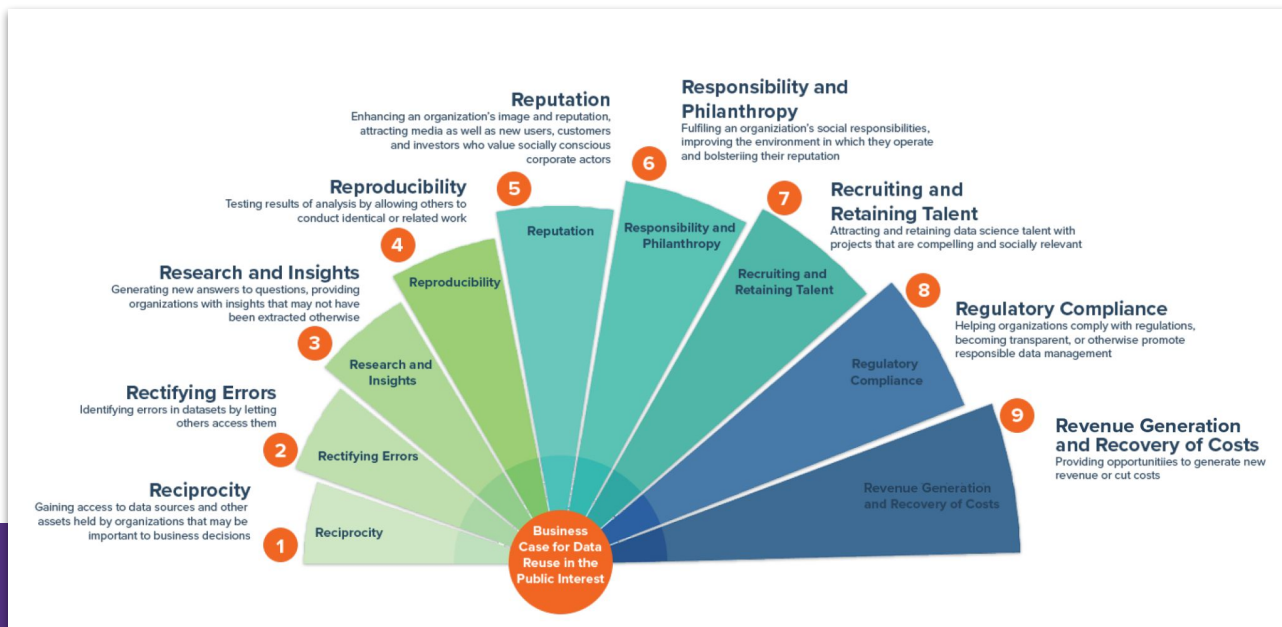 Reputation
Enhancing an organization's image and reputation,
attracting media as well as new users, customers
and investors who value socially conscious
corporate actors
Responsibility and
Philanthropy
Fulfiling an organiziation's social responsibilities,
improving the environment in which they operate
and bolsteriing their reputation
Reproducibility
Testing results of analysis by allowing others to
conduct identical or related work
5
6
7
Recruiting and
Retaining Talent
Attracting and retaining data science talent with
projects that are compelling and socially relevant
4
Reputation
Responsibility and
Philanthropy
Research and Insights
Generating new answers to questions, providing
organizations with insights that may not have
been extracted otherwise
Reproducibility
Recruiting and
Retaining Talent
8
Regulatory Compliance
Helping organizations comply with regulations,
becoming transparent, or otherwise promote
responsible data management
3
Research and
Insights
Regulatory
Compliance
Rectifying Errors
Identifying errors in datasets by letting
others access them
2
Rectifying Errors
9
Revenue Generation
and Recovery of Costs
Providing opportunitiies to generate new
revenue or cut costs
Reciprocity
Gaining access to data sources and other
assets held by organizations that may be
important to business decisions
1
Reciprocity
Revenue Generation
and Recovery of Costs
Business
Case for Data
Reuse in the
Public Interest